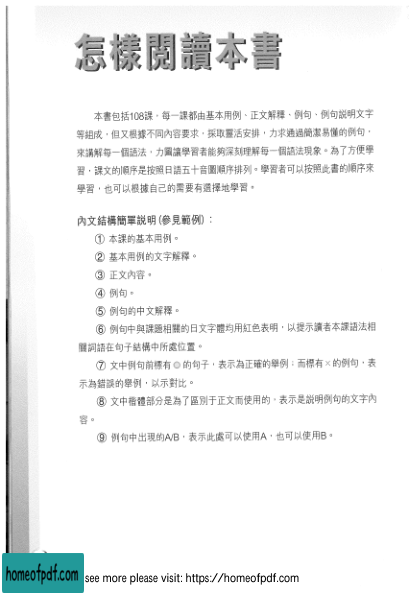 怎樣閱讀本書
本書包括108課，每一課都由基本用例、正文解釋、例句、例句說明文字
等組成，但又根據不同內容要求，採取靈活安排，力求通過簡潔易懂的例句，
來講解每一個語法，力圖讓學習者能夠深刻理解每一個語法現象。為了方便學
習，課文的順序是按照日語五十音圖順序排列。學習者可以按照此書的順序來
學習，也可以根據自己的需要有選擇地學習。
內文結構簡單說明(參見範例)：
① 本課的基本用例。
② 基本用例的文字解釋。
③ 正文內容。
④ 例句。
⑤ 例句的中文解釋。
⑥ 例句中與課題相關的日文字體均用紅色表明，以提示讀者本課語法相
關詞語在句子結構中所處位置。
⑦ 文中例句前標有◎的句子，表示為正確的舉例；而標有×的例句，表
示為錯誤的舉例，以示對比。
⑧ 文中楷體部分是為了區別于正文而使用的，表示是說明例句的文字內
容。
⑨ 例句中出現的A/B，表示此處可以使用A，也可以使用B。
homeofpdf.com
see more please visit: https://homeofpdf.com